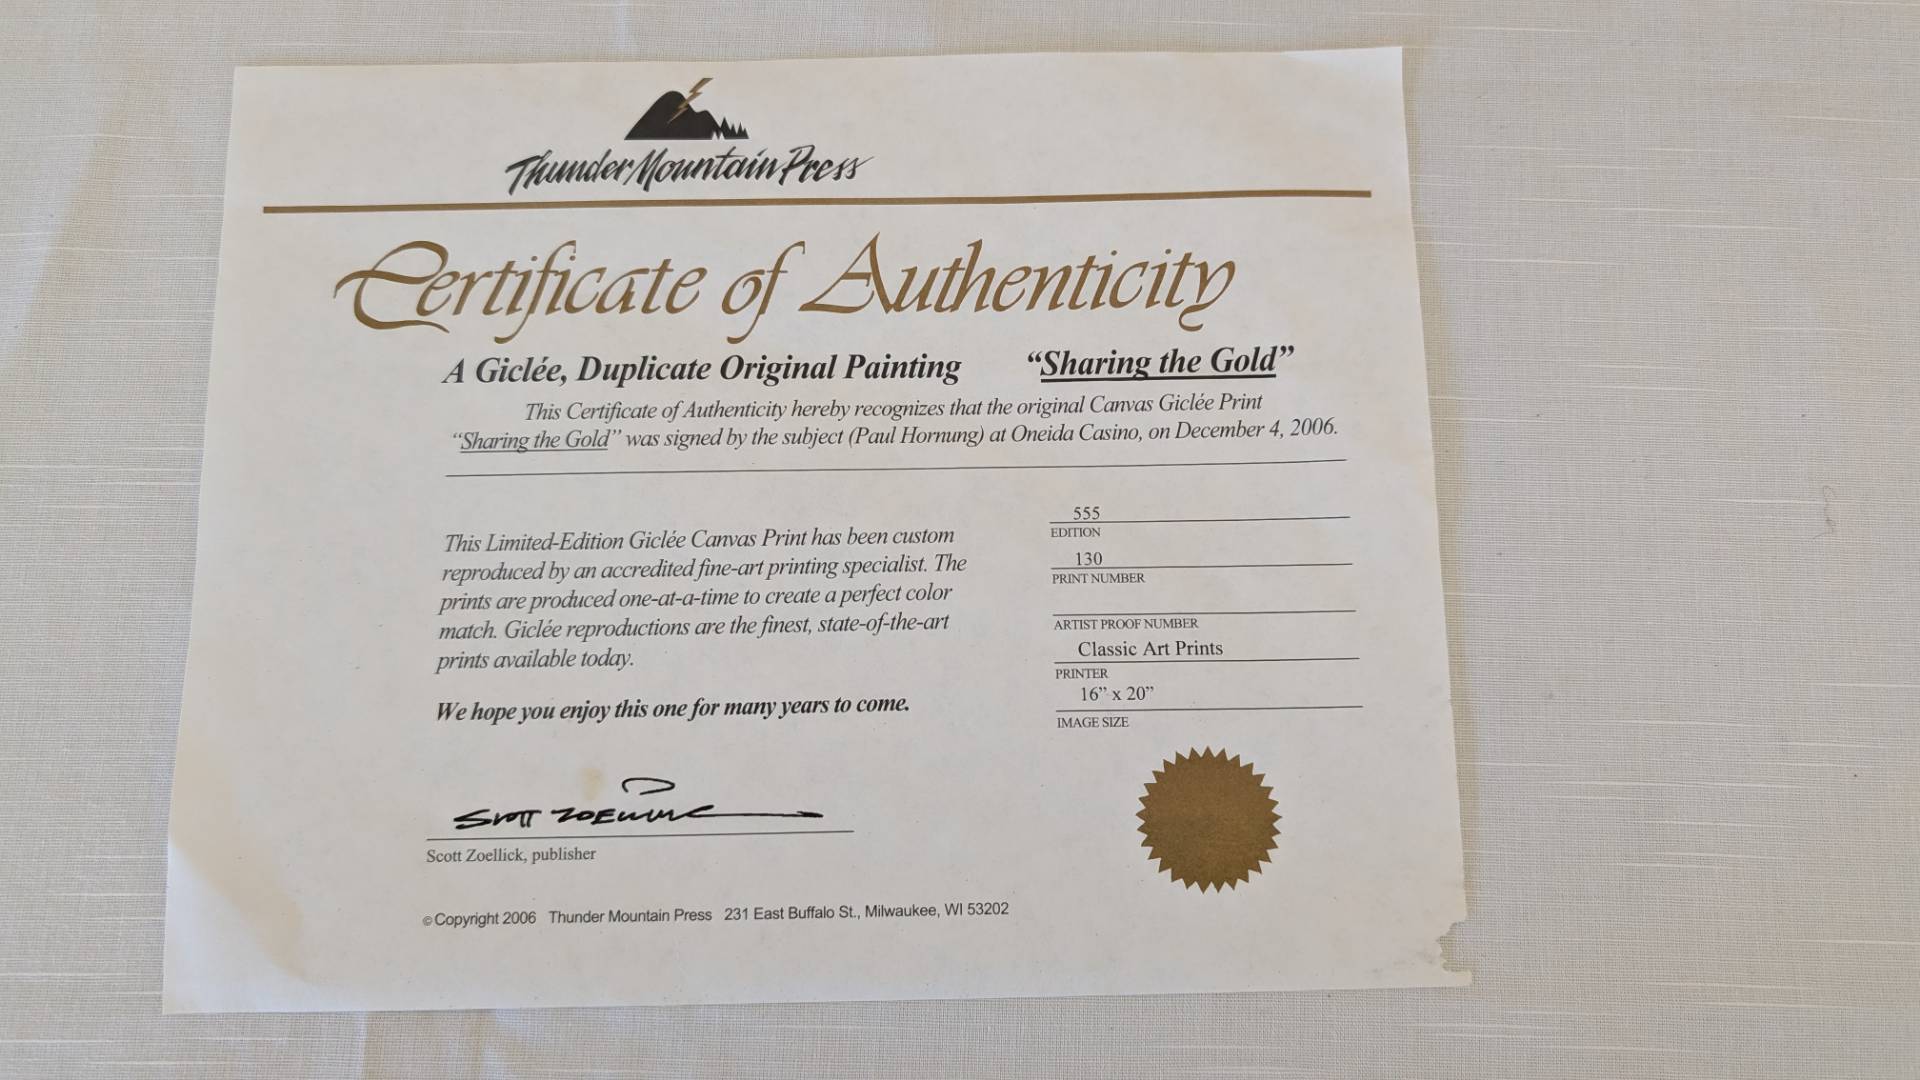 Thunder Mountain Press
Certificate of Authenticity
A Giclée, Duplicate Original Painting “Sharing the Gold”
This Certificate of Authenticity hereby recognizes that the original Canvas Giclée Print
“Sharing the Gold” was signed by the subject (Paul Hornung) at Oneida Casino, on December 4, 2006.
This Limited-Edition Giclée Canvas Print has been custom
reproduced by an accredited fine-art printing specialist. The
prints are produced one-at-a-time to create a perfect color
match. Giclée reproductions are the finest, state-of-the-art
prints available today.
We hope you enjoy this one for many years to come.
Scott Zoellick
Scott Zoellick, publisher
555
EDITION
130
PRINT NUMBER
ARTIST PROOF NUMBER
Classic Art Prints
PRINTER
16” x 20”
IMAGE SIZE
© Copyright 2006 Thunder Mountain Press 231 East Buffalo St., Milwaukee, WI 53202